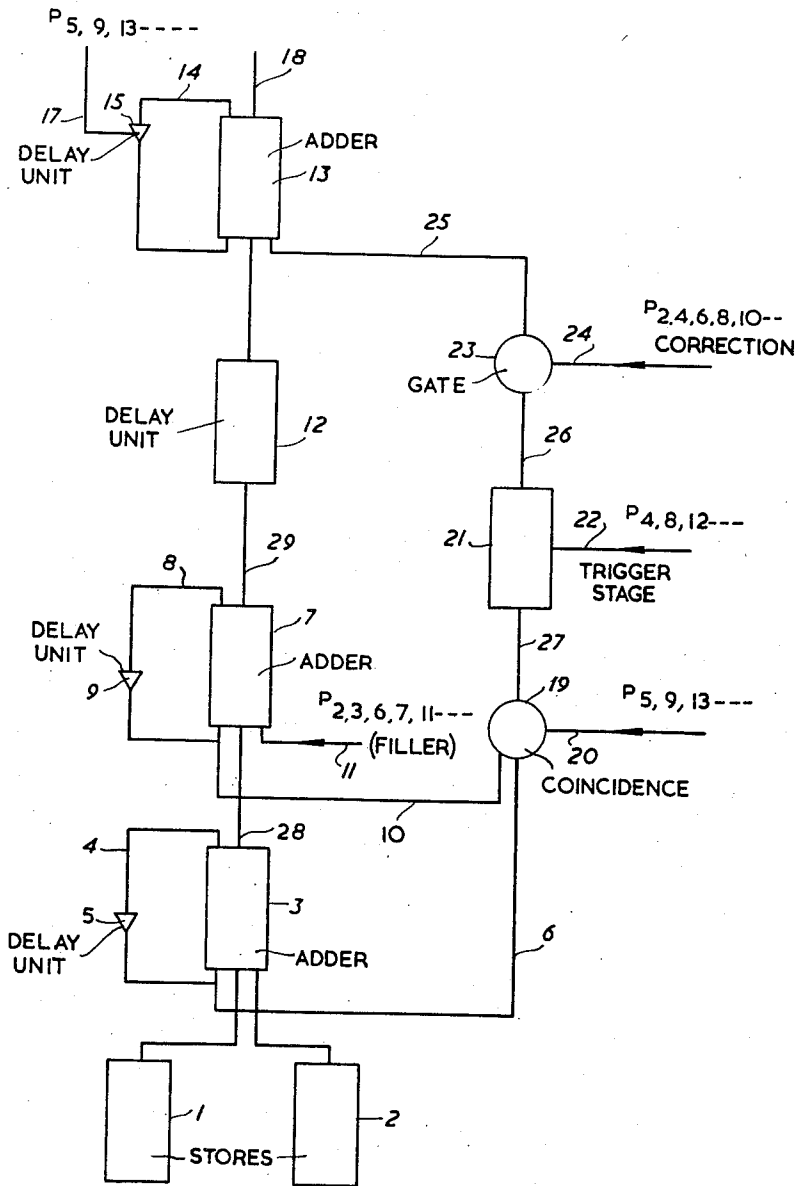 P5, 9, 13----
14
18
15
17
DELAY
UNIT
ADDER
13
25
P2,4,6,8,10--
CORRECTION
23
24
GATE
DELAY
UNIT
12
26
29
21
22
P4,8,12---
TRIGGER
STAGE
8
7
27
DELAY
UNIT
9
ADDER
19
P2,3,6,7,11---
(FILLER)
11
P5,9,13---
20
COINCIDENCE
10
28
4
3
5
DELAY
UNIT
ADDER
6
1
2
STORES